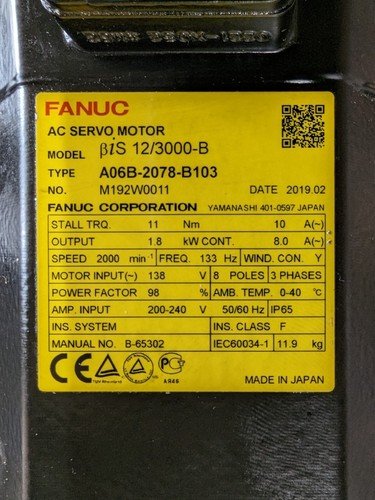 FANUC
AC SERVO MOTOR
MODEL βiS 12/3000-B
TYPE A06B-2078-B103
NO. M192W0011 DATE 2019.02
FANUC CORPORATION YAMANASHI 401-0597 JAPAN
STALL TRQ. 11 Nm 10 A(~)
OUTPUT 1.8 kW CONT. 8.0 A(~)
SPEED 2000 min⁻¹ FREQ. 133 Hz WIND. CON. Y
MOTOR INPUT(~) 138 V 8 POLES 3 PHASES
POWER FACTOR 98 % AMB. TEMP. 0-40 ℃
AMP. INPUT 200-240 V 50/60 Hz IP65
INS. SYSTEM INS. CLASS F
MANUAL NO. B-65302 IEC60034-1 11.9 kg
CE
MADE IN JAPAN